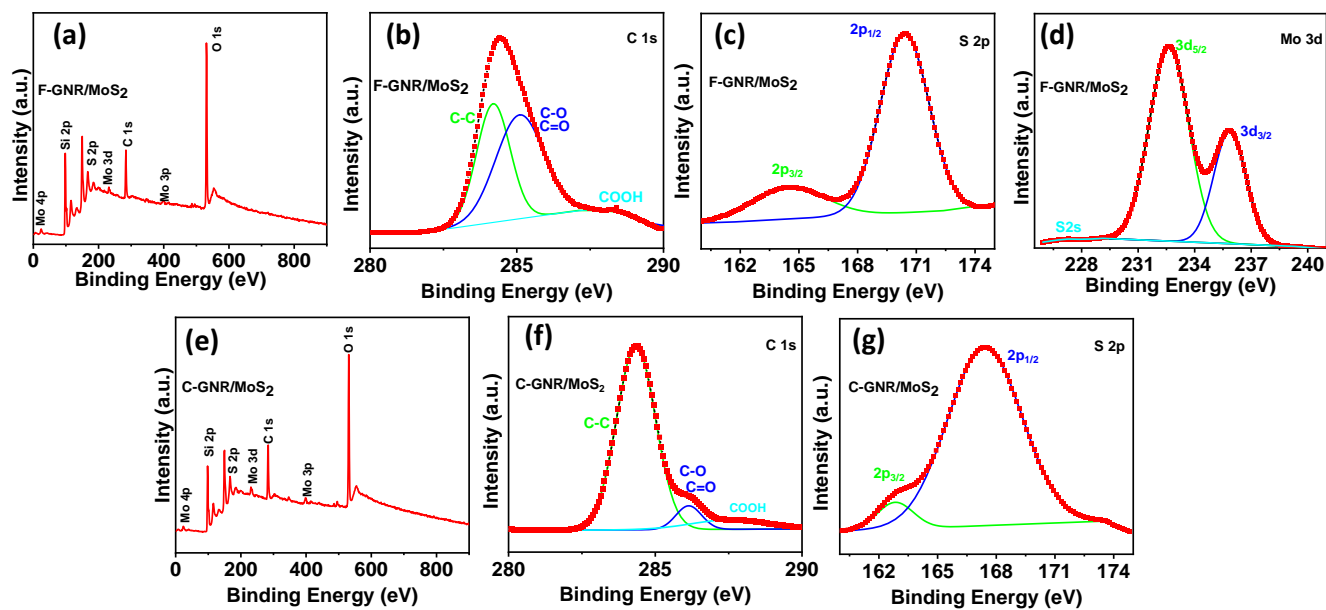 (a)
F-GNR/MoS2
Mo 4p
Si 2p
S 2p
Mo 3d
C 1s
Mo 3p
O 1s
Intensity (a.u.)
0 200 400 600 800
Binding Energy (eV)
(b)
C 1s
F-GNR/MoS2
C-C
C-O
C=O
COOH
Intensity (a.u.)
280 285 290
Binding Energy (eV)
(c)
S 2p
F-GNR/MoS2
2p3/2
2p1/2
Intensity (a.u.)
162 165 168 171 174
Binding Energy (eV)
(d)
Mo 3d
F-GNR/MoS2
3d5/2
3d3/2
S2s
Intensity (a.u.)
228 231 234 237 240
Binding Energy (eV)
(e)
C-GNR/MoS2
Mo 4p
Si 2p
S 2p
Mo 3d
C 1s
Mo 3p
O 1s
Intensity (a.u.)
0 200 400 600 800
Binding Energy (eV)
(f)
C 1s
C-GNR/MoS2
C-C
C-O
C=O
COOH
Intensity (a.u.)
280 285 290
Binding Energy (eV)
(g)
S 2p
C-GNR/MoS2
2p3/2
2p1/2
Intensity (a.u.)
162 165 168 171 174
Binding Energy (eV)